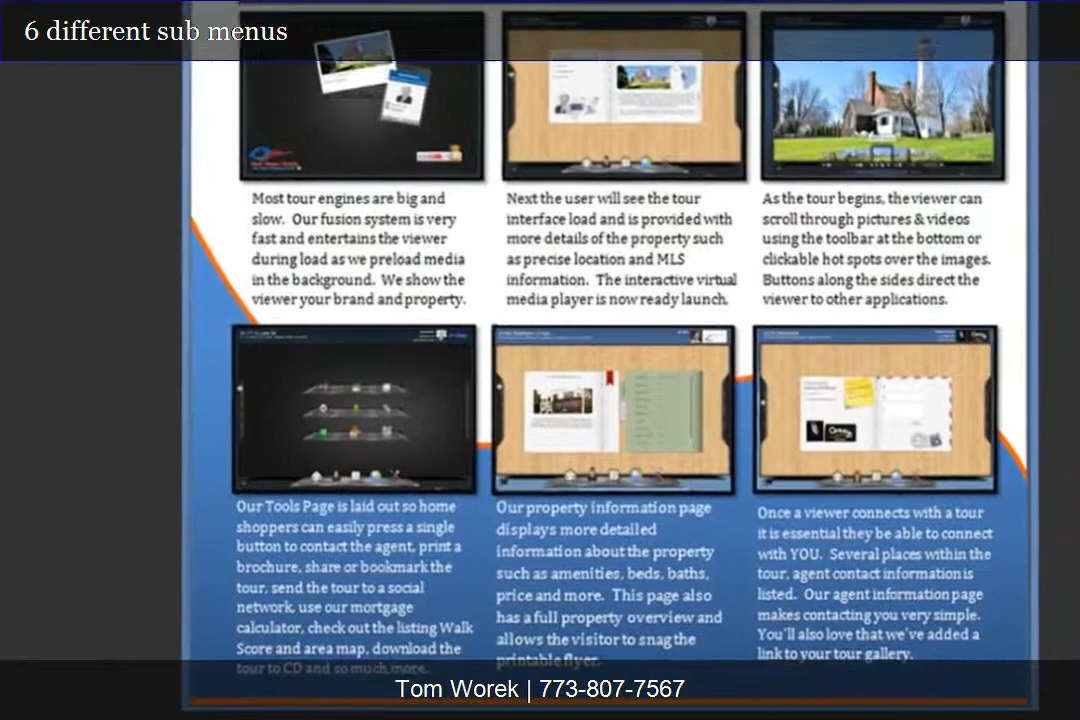 6 different sub menus
Most tour engines are big and
slow. Our fusion system is very
fast and entertains the viewer
during load as we preload media
in the background. We show the
viewer your brand and property.
Next the user will see the tour
interface load and is provided with
more details of the property such
as precise location and MLS
information. The interactive virtual
media player is now ready launch.
As the tour begins, the viewer can
scroll through pictures & videos
using the toolbar at the bottom or
clickable hot spots over the images.
Buttons along the sides direct the
viewer to other applications.
Our Tools Page is laid out so home
shoppers can easily press a single
button to contact the agent, print a
brochure, share or bookmark the
tour, send the tour to a social
network, use our mortgage
calculator, check out the listing Walk
Score and area map, download the
tour to CD and so much more.
Our property information page
displays more detailed
information about the property
such as amenities, beds, baths,
price and more. This page also
has a full property overview and
allows the visitor to snag the
printable flyer.
Once a viewer connects with a tour
it is essential they be able to connect
with YOU. Several places within the
tour, agent contact information is
listed. Our agent information page
makes contacting you very simple.
You'll also love that we've added a
link to your tour gallery.
Tom Worek | 773-807-7567